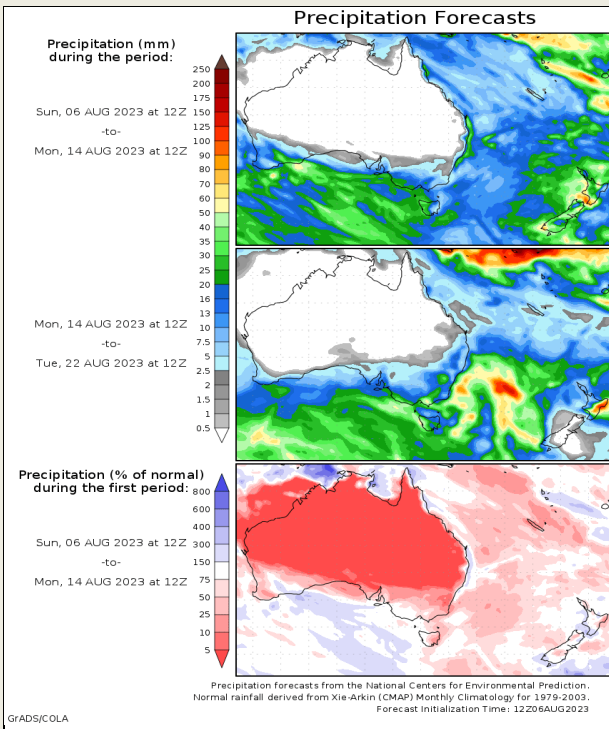 Precipitation Forecasts
Precipitation (mm)
during the period:
Sun, 06 AUG 2023 at 12Z
-to-
Mon, 14 AUG 2023 at 12Z
250
200
175
150
125
100
90
80
70
60
50
40
35
30
25
20
16
13
10
7.5
5
2.5
2
1.5
1
0.5
Mon, 14 AUG 2023 at 12Z
-to-
Tue, 22 AUG 2023 at 12Z
Precipitation (% of normal)
during the first period:
Sun, 06 AUG 2023 at 12Z
-to-
Mon, 14 AUG 2023 at 12Z
800
600
400
300
150
75
50
25
10
5
Precipitation forecasts from the National Centers for Environmental Prediction.
Normal rainfall derived from Xie-Arkin (CMAP) Monthly Climatology for 1979-2003.
Forecast Initialization Time: 12Z06AUG2023
GrADS/COLA